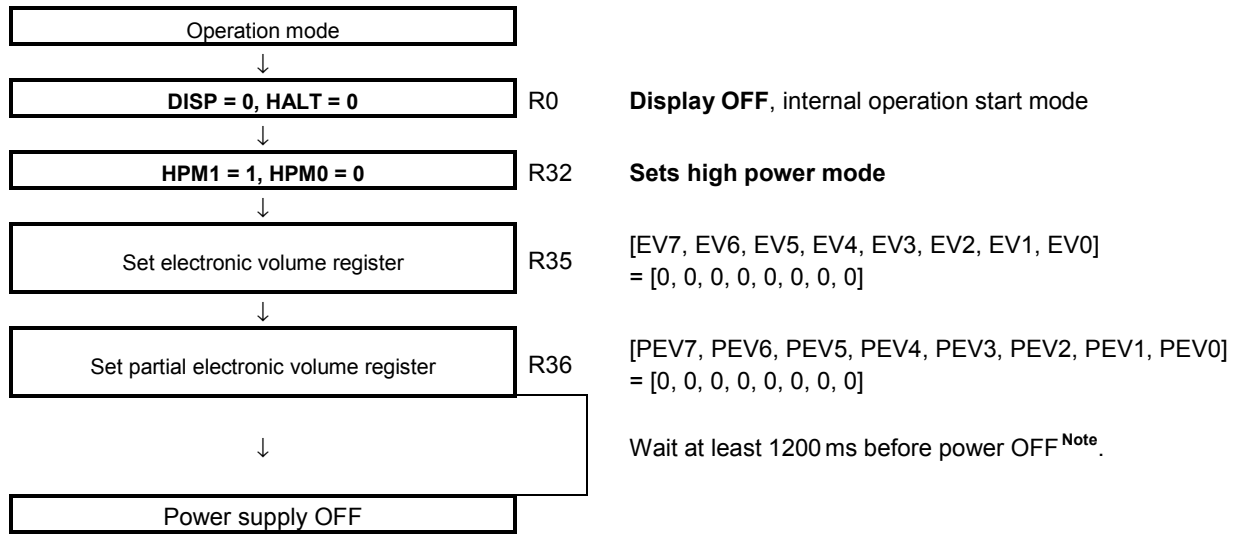 Operation mode
↓
DISP = 0, HALT = 0 R0 Display OFF, internal operation start mode
↓
HPM1 = 1, HPM0 = 0 R32 Sets high power mode
↓
Set electronic volume register R35 [EV7, EV6, EV5, EV4, EV3, EV2, EV1, EV0]
= [0, 0, 0, 0, 0, 0, 0, 0]
↓
Set partial electronic volume register R36 [PEV7, PEV6, PEV5, PEV4, PEV3, PEV2, PEV1, PEV0]
= [0, 0, 0, 0, 0, 0, 0, 0]
↓ Wait at least 1200 ms before power OFF Note.
Power supply OFF